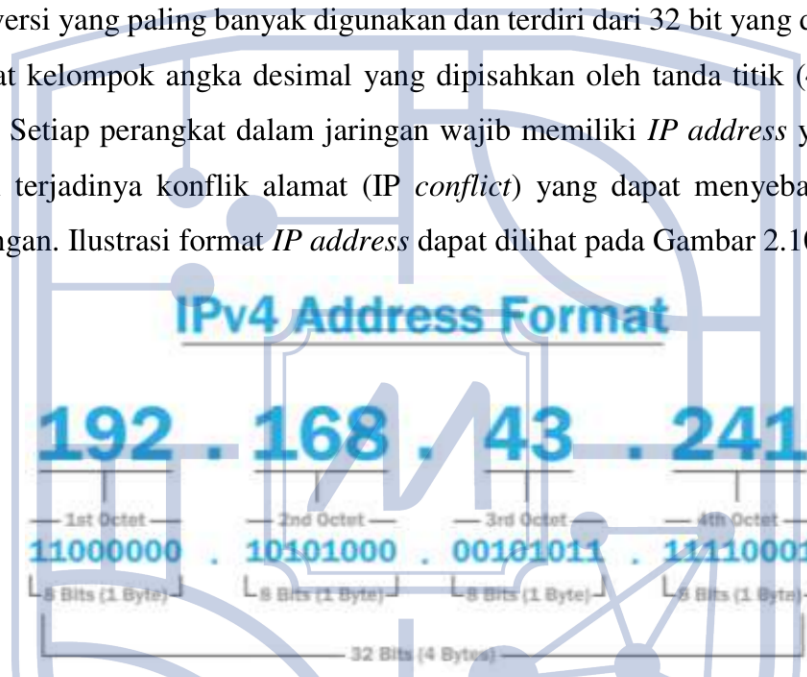 versi yang paling banyak digunakan dan terdiri dari 32 bit yang
at kelompok angka desimal yang dipisahkan oleh tanda titik
Setiap perangkat dalam jaringan wajib memiliki IP address y
terjadinya konflik alamat (IP conflict) yang dapat menyeba
ngan. Ilustrasi format IP address dapat dilihat pada Gambar 2.10
IPv4 Address Format
192 . 168 . 43 . 241
1st Octet 2nd Octet 3rd Octet 4th Octet
11000000 . 10101000 . 00101011 . 11110001
8 Bits (1 Byte) 8 Bits (1 Byte) 8 Bits (1 Byte) 8 Bits (1 Byte)
32 Bits (4 Bytes)